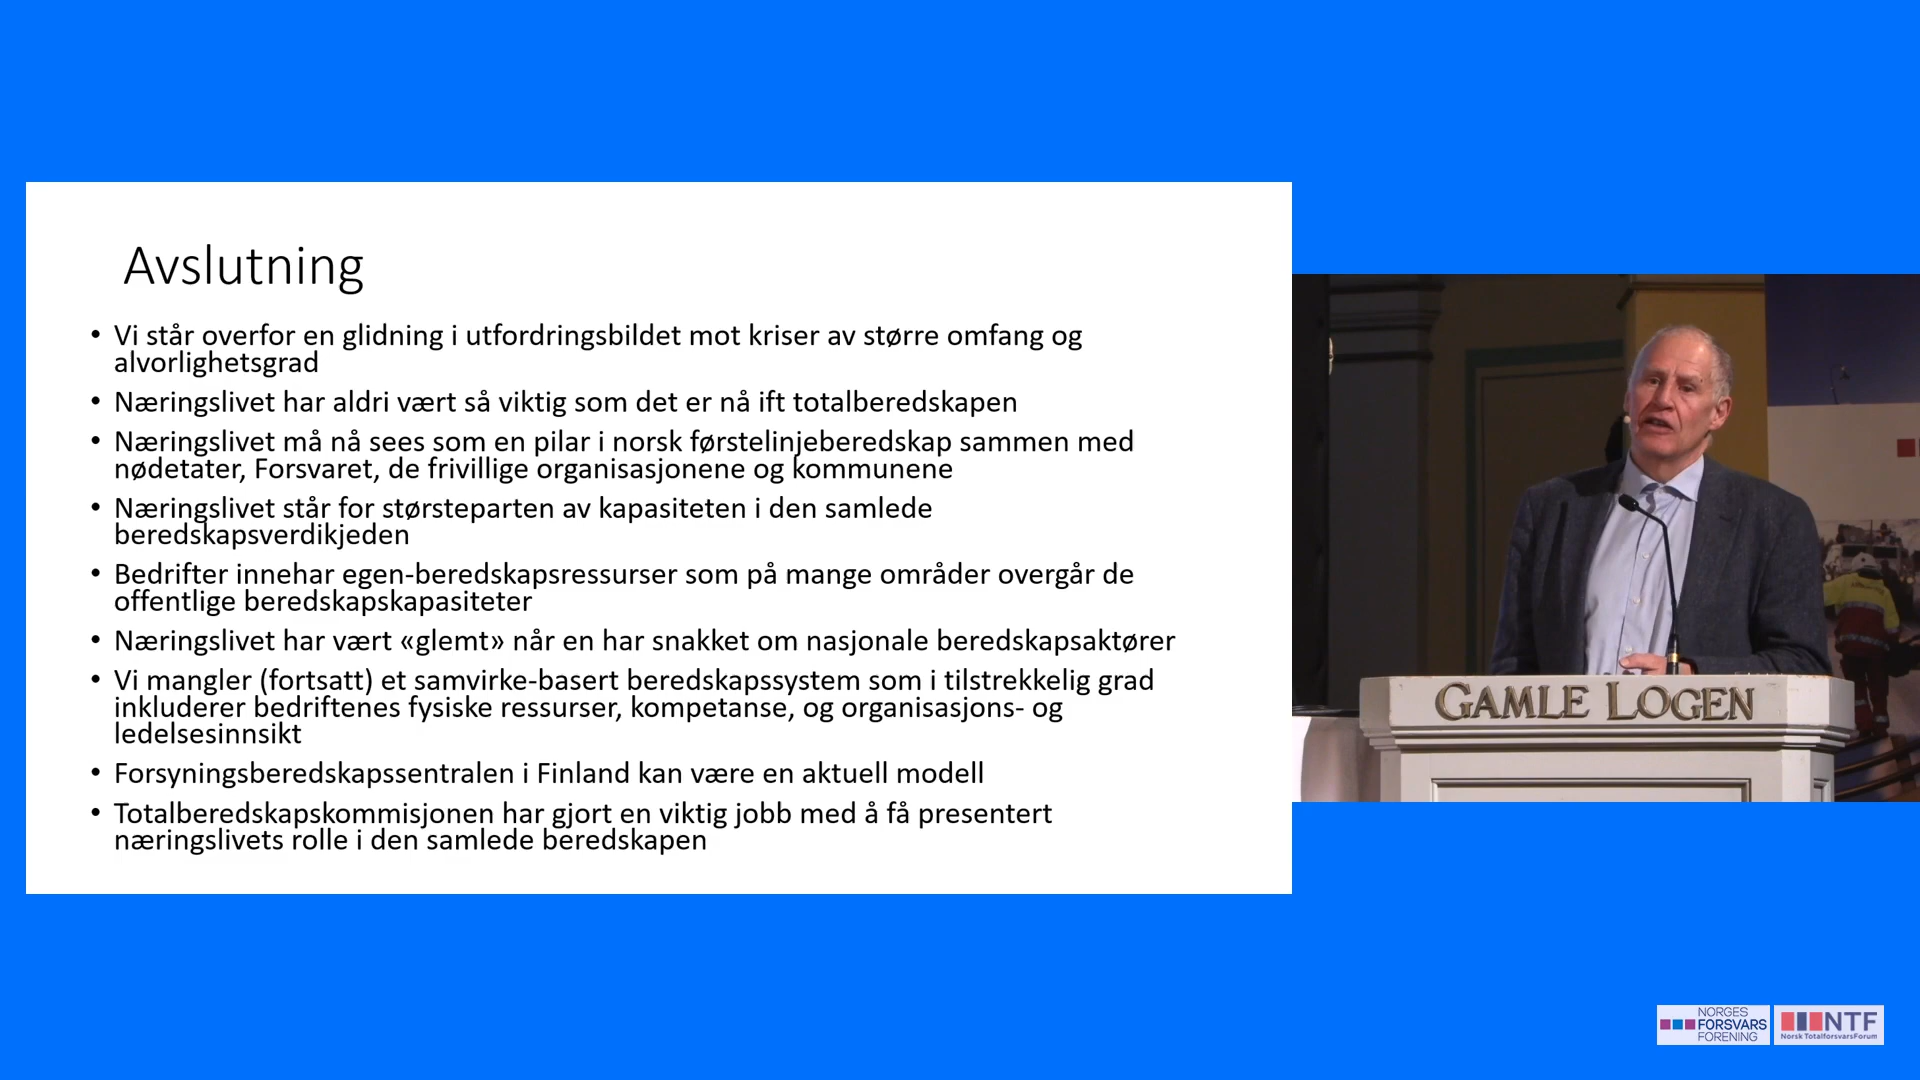 Avslutning
• Vi står overfor en glidning i utfordringsbildet mot kriser av større omfang og
alvorlighetsgrad
• Næringslivet har aldri vært så viktig som det er nå ift totalberedskapen
• Næringslivet må nå sees som en pilar i norsk førstelinjeberedskap sammen med
nødetater, Forsvaret, de frivillige organisasjonene og kommunene
• Næringslivet står for størsteparten av kapasiteten i den samlede
beredskapsverdikjeden
• Bedrifter innehar egen-beredskapsressurser som på mange områder overgår de
offentlige beredskapskapasiteter
• Næringslivet har vært «glemt» når en har snakket om nasjonale beredskapsaktører
• Vi mangler (fortsatt) et samvirke-basert beredskapssystem som i tilstrekkelig grad
inkluderer bedriftenes fysiske ressurser, kompetanse, og organisasjons- og
ledelsesinnsikt
• Forsyningsberedskapssentralen i Finland kan være en aktuell modell
• Totalberedskapskommisjonen har gjort en viktig jobb med å få presentert
næringslivets rolle i den samlede beredskapen
GAMLE LOGEN
NORGES
FORSVARS
FORENING
NTF
Norsk TotalforsvarsForum